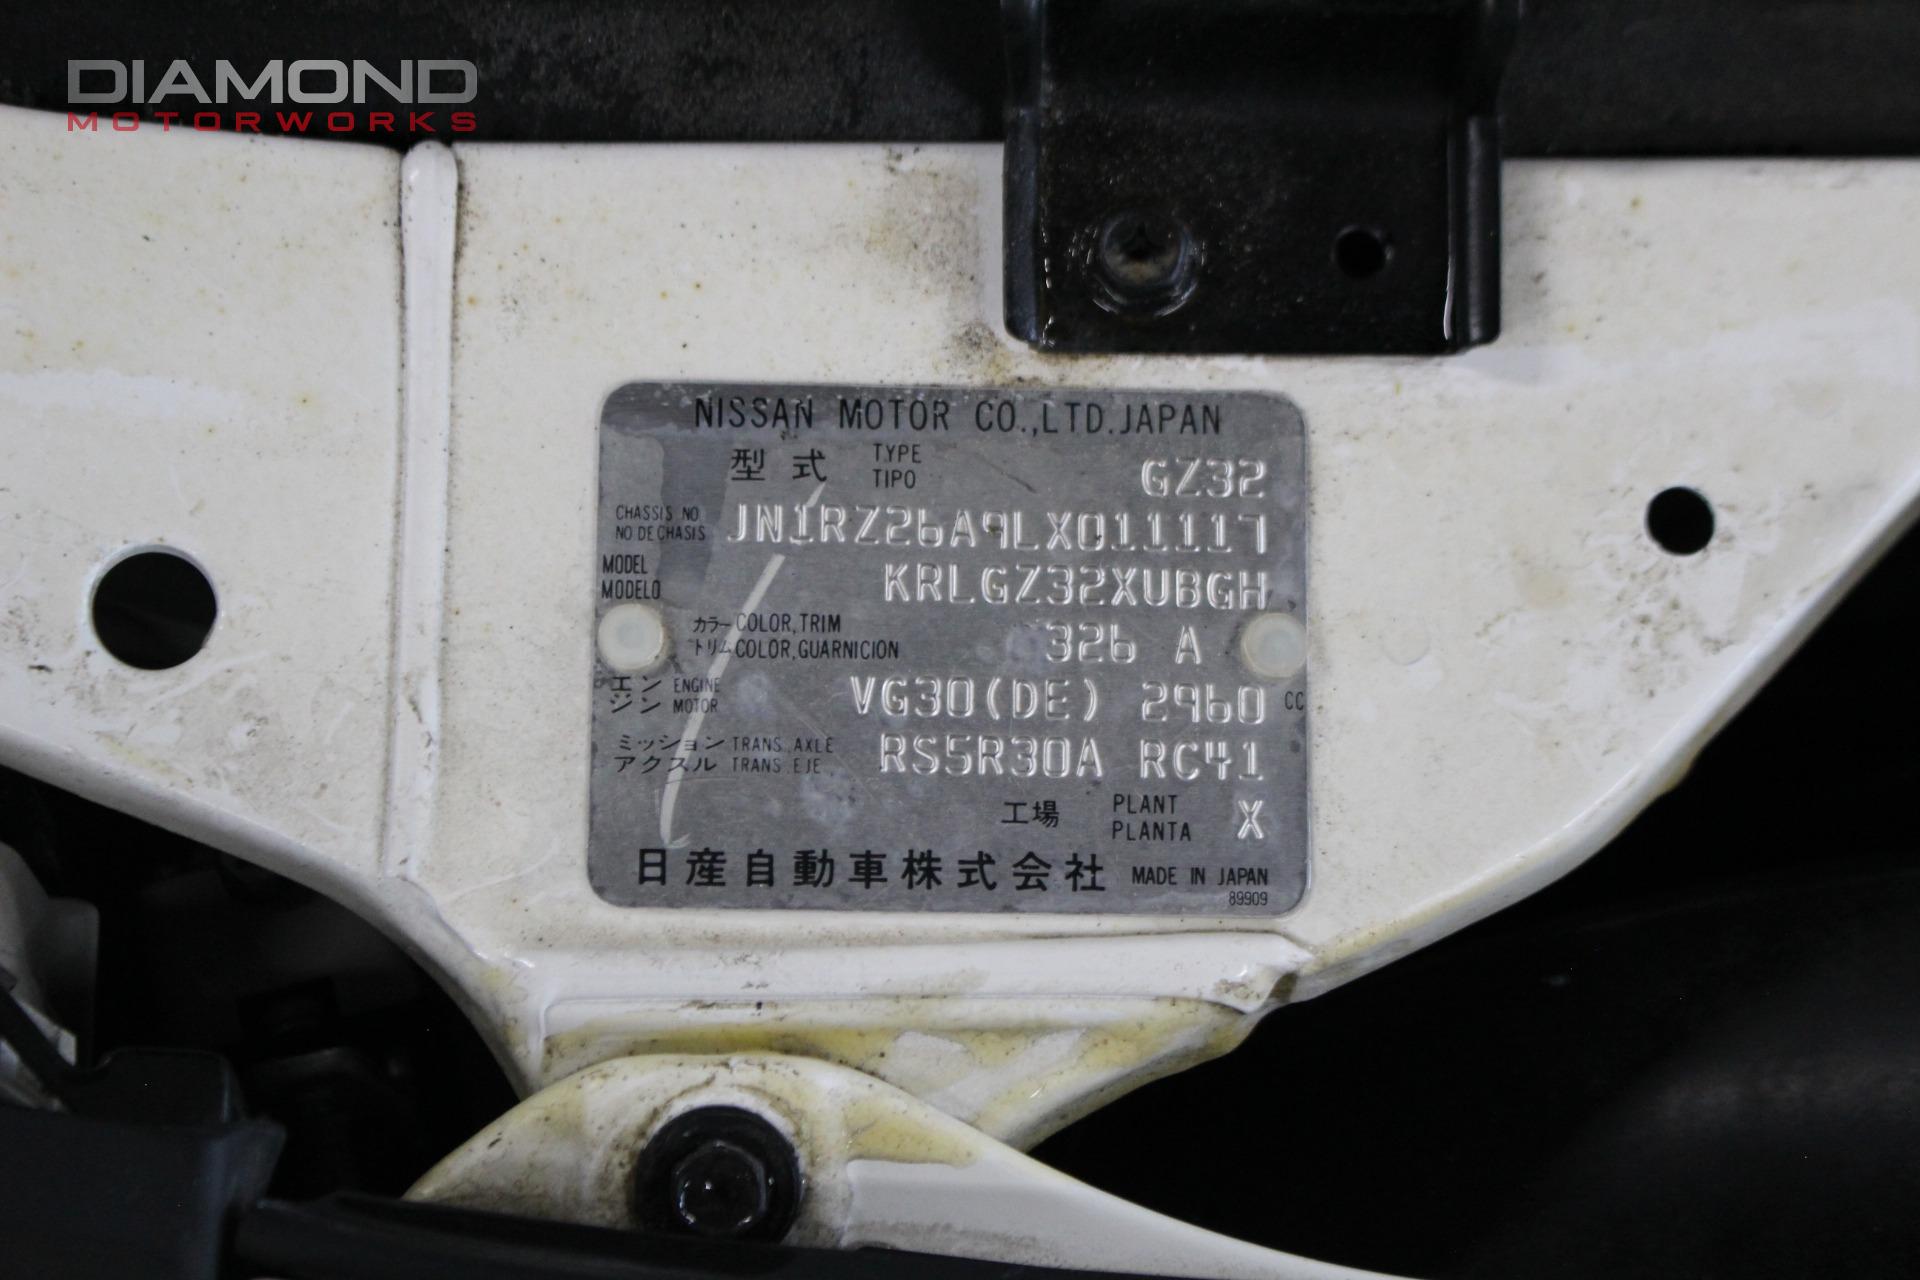 DIAMOND
MOTORWORKS
NISSAN MOTOR CO.,LTD.JAPAN
型式 TYPE GZ32
TIPO
CHASSIS NO JN1RZ26A9LX011117
NO DE CHASIS
MODEL KRLGZ32XUBGH
MODELO
カラー COLOR,TRIM 326 A
トリム COLOR,GUARNICION
エン ENGINE VG30(DE) 2960 CC
ジン MOTOR
ミッション TRANS.AXLE RS5R30A RC41
アクスル TRANS.EJE
工場 PLANT X
PLANTA
日産自動車株式会社 MADE IN JAPAN
89909